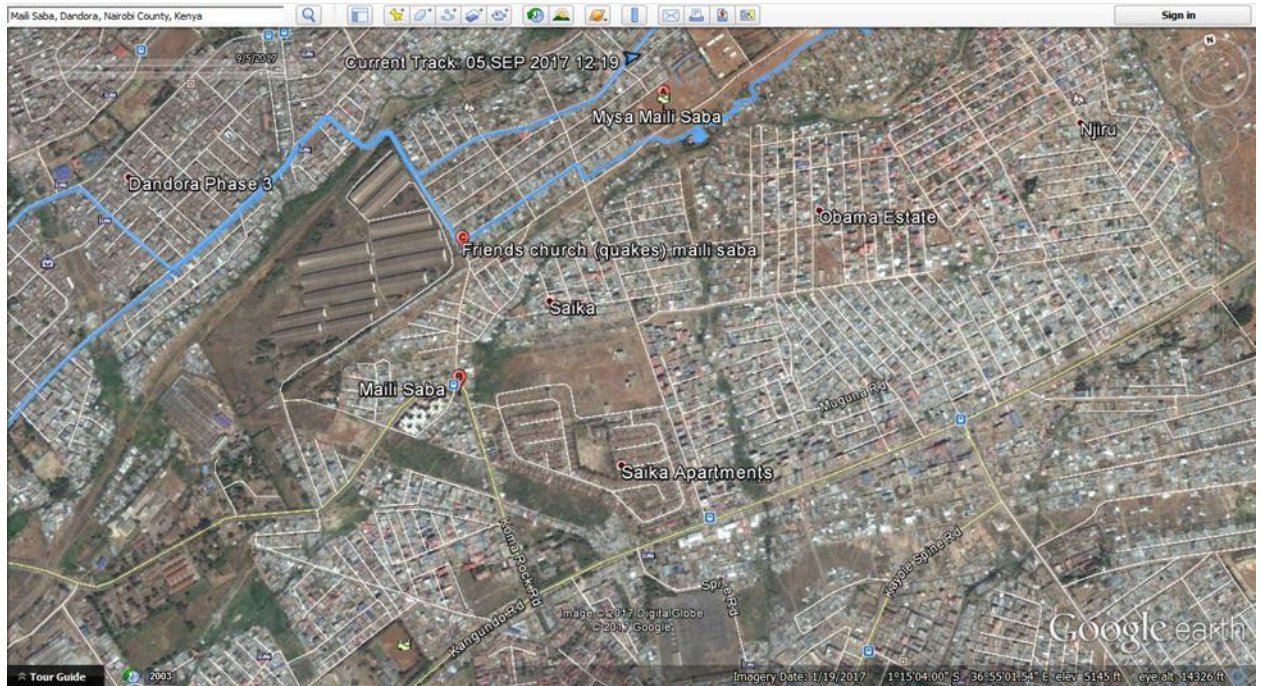 Maili Saba, Dandora, Nairobi County, Kenya
Sign in
9/5/2017
Current Track: 05 SEP 2017 12:19
N
A
Mysa Maili Saba
Njiru
Dandora Phase 3
Obama Estate
C
Friends church (quakes) maili saba
Saika
B
Maili Saba
Muguna Rd
Saika Apartments
Koma Rock Rd
Kayole Spine Rd
Spine Rd
Kangundo Rd
Image © 2017 DigitalGlobe
© 2017 Google
Google earth
Tour Guide
2003
Imagery Date: 1/19/2017 1°15'04.00" S 36°55'01.54" E elev 5145 ft eye alt 14326 ft